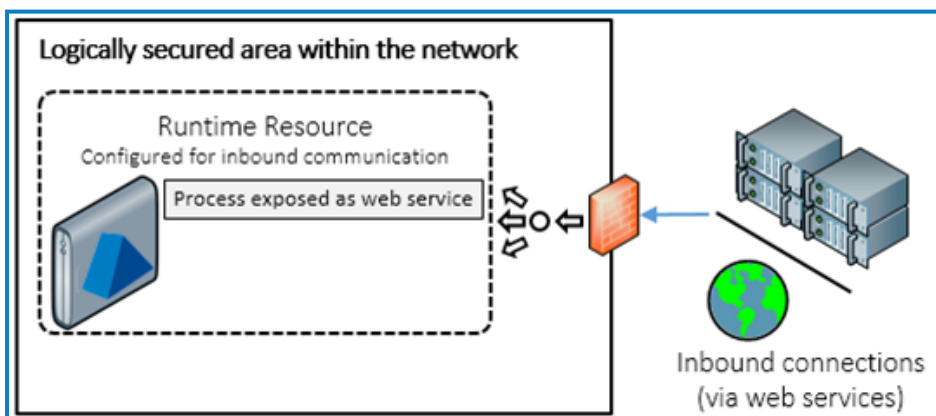 Logically secured area within the network
Runtime Resource
Configured for inbound communication
Process exposed as web service
Inbound connections
(via web services)